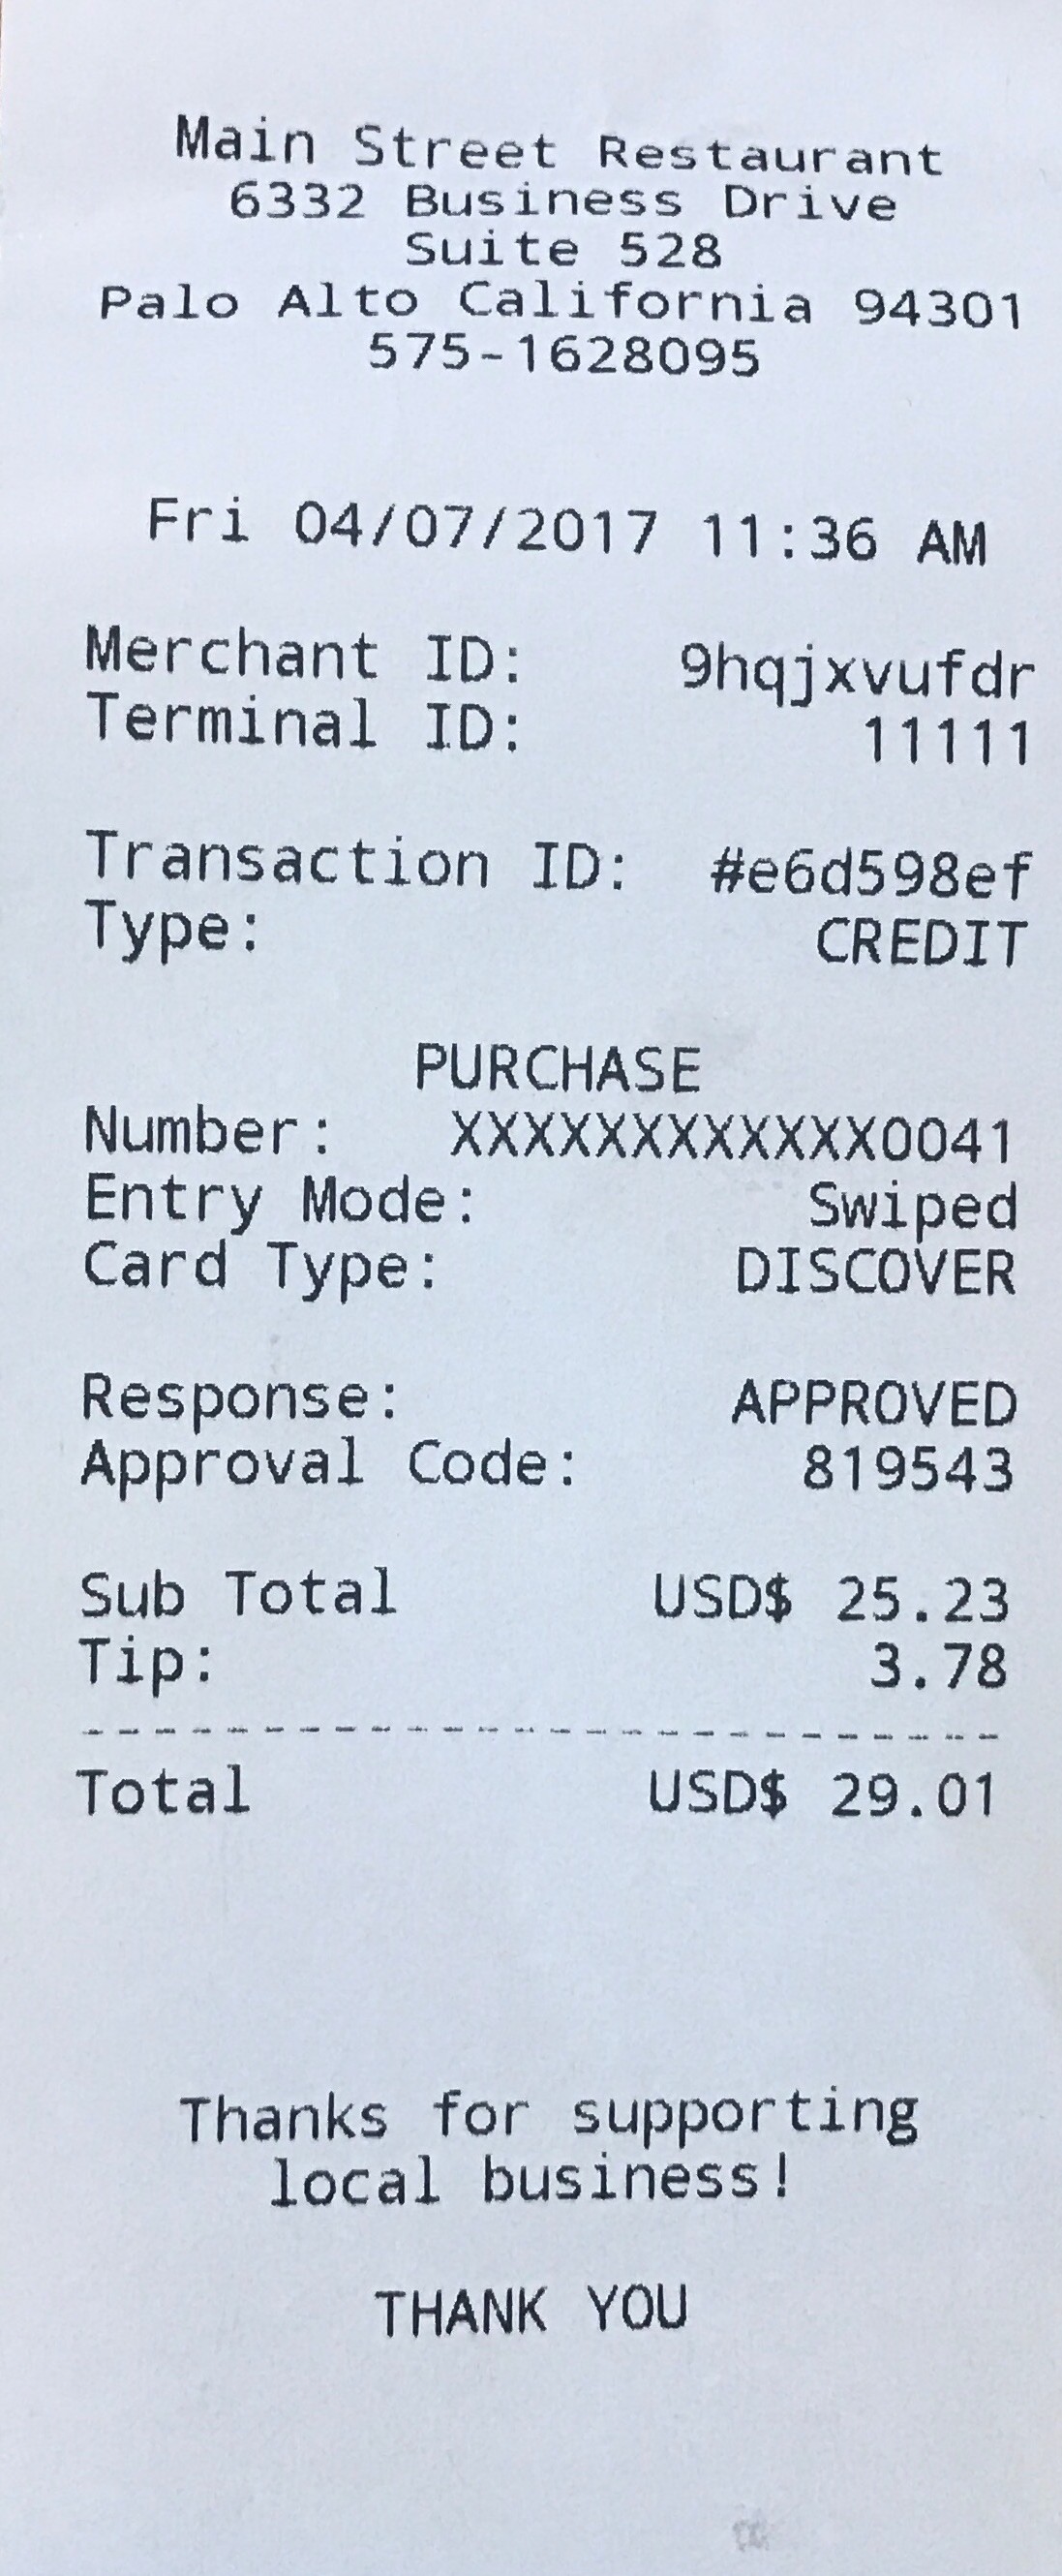 Main Street Restaurant
6332 Business Drive
Suite 528
Palo Alto California 94301
575-1628095
Fri 04/07/2017 11:36 AM
Merchant ID: 9hqjxvufdr
Terminal ID: 11111
Transaction ID: #e6d598ef
Type: CREDIT
PURCHASE
Number: XXXXXXXXXXXX0041
Entry Mode: Swiped
Card Type: DISCOVER
Response: APPROVED
Approval Code: 819543
Sub Total USD$ 25.23
Tip: 3.78
--------------------------
Total USD$ 29.01
Thanks for supporting
local business!
THANK YOU